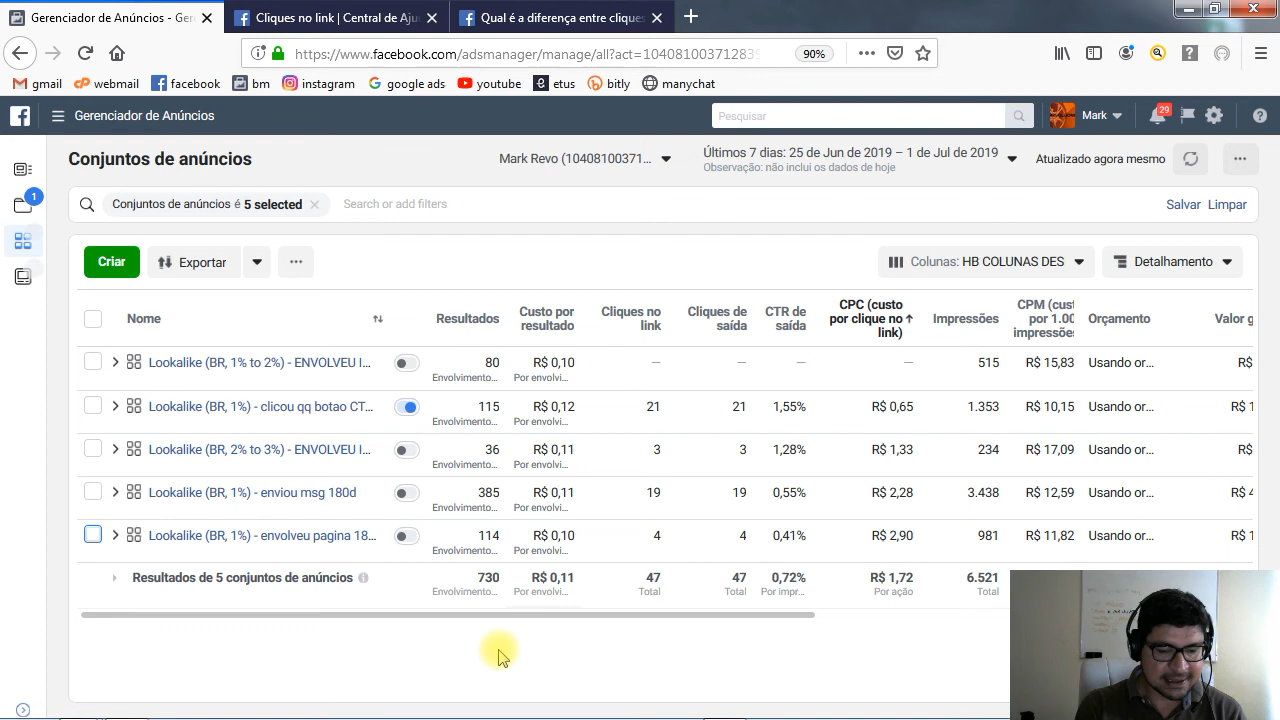 Gerenciador de Anúncios - Ger
Cliques no link | Central de Aju
Qual é a diferença entre cliques
https://www.facebook.com/adsmanager/manage/all?act=10408100371283
90%
gmail
webmail
facebook
bm
instagram
google ads
youtube
etus
bitly
manychat
Gerenciador de Anúncios
Pesquisar
Mark
29
1
Conjuntos de anúncios
Mark Revo (10408100371...
Últimos 7 dias: 25 de Jun de 2019 – 1 de Jul de 2019
Observação: não inclui os dados de hoje
Atualizado agora mesmo
Conjuntos de anúncios é 5 selected
Search or add filters
Salvar
Limpar
Criar
Exportar
Colunas: HB COLUNAS DES
Detalhamento
Nome
Resultados
Custo por
resultado
Cliques no
link
Cliques de
saída
CTR de
saída
CPC (custo
por clique no
link)
Impressões
CPM (cust
por 1.00
impressões
Orçamento
Valor g
Lookalike (BR, 1% to 2%) - ENVOLVEU I...
80
R$ 0,10
—
—
—
—
515
R$ 15,83
Usando or...
R$
Envolvimento...
Por envolvi...
Lookalike (BR, 1%) - clicou qq botao CT...
115
R$ 0,12
21
21
1,55%
R$ 0,65
1.353
R$ 10,15
Usando or...
R$ 1
Envolvimento...
Por envolvi...
Lookalike (BR, 2% to 3%) - ENVOLVEU I...
36
R$ 0,11
3
3
1,28%
R$ 1,33
234
R$ 17,09
Usando or...
R$
Envolvimento...
Por envolvi...
Lookalike (BR, 1%) - enviou msg 180d
385
R$ 0,11
19
19
0,55%
R$ 2,28
3.438
R$ 12,59
Usando or...
R$ 4
Envolvimento...
Por envolvi...
Lookalike (BR, 1%) - envolveu pagina 18...
114
R$ 0,10
4
4
0,41%
R$ 2,90
981
R$ 11,82
Usando or...
R$ 1
Envolvimento...
Por envolvi...
Resultados de 5 conjuntos de anúncios
730
R$ 0,11
47
47
0,72%
R$ 1,72
6.521
Envolvimento...
Por envolvi...
Total
Total
Por impr...
Por ação
Total